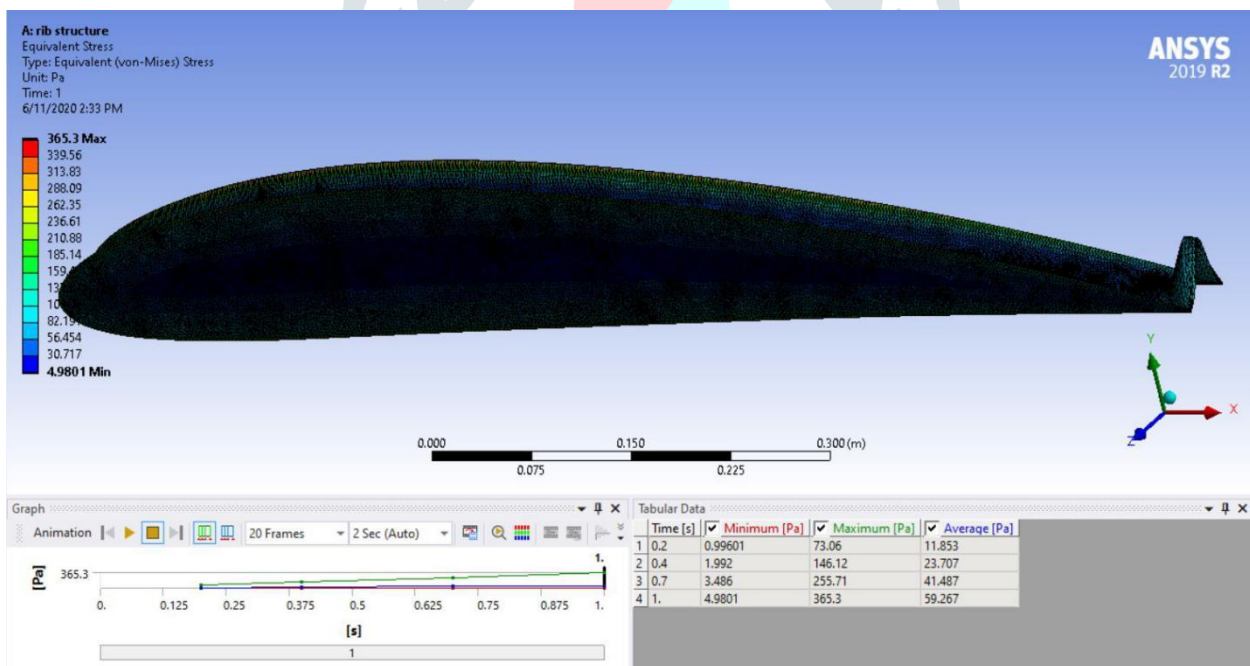 A: rib structure
Equivalent Stress
Type: Equivalent (von-Mises) Stress
Unit: Pa
Time: 1
6/11/2020 2:33 PM
ANSYS
2019 R2
365.3 Max
339.56
313.83
288.09
262.35
236.61
210.88
185.14
159.
13
10
82.19
56.454
30.717
4.9801 Min
Y
X
Z
0.000 0.150 0.300 (m)
0.075 0.225
Graph
Animation 20 Frames 2 Sec (Auto)
1.
[Pa] 365.3
0. 0.125 0.25 0.375 0.5 0.625 0.75 0.875 1.
[s]
1
Tabular Data
Time [s] Minimum [Pa] Maximum [Pa] Average [Pa]
1 0.2 0.99601 73.06 11.853
2 0.4 1.992 146.12 23.707
3 0.7 3.486 255.71 41.487
4 1. 4.9801 365.3 59.267